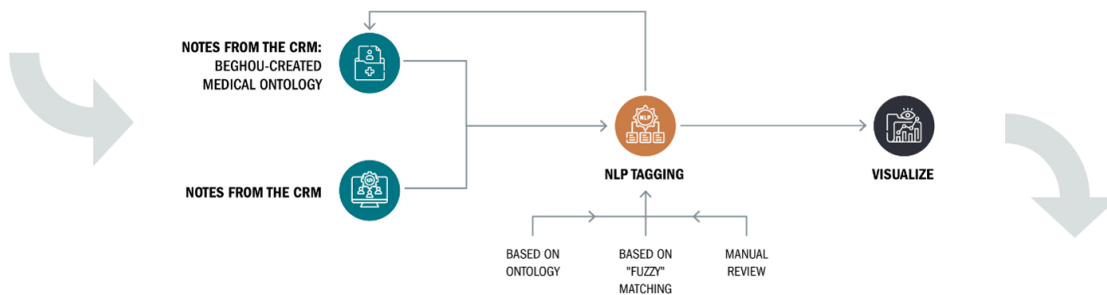 NOTES FROM THE CRM:
BEGHOU-CREATED
MEDICAL ONTOLOGY
NOTES FROM THE CRM
NLP
NLP TAGGING
VISUALIZE
BASED ON
ONTOLOGY
BASED ON
"FUZZY"
MATCHING
MANUAL
REVIEW